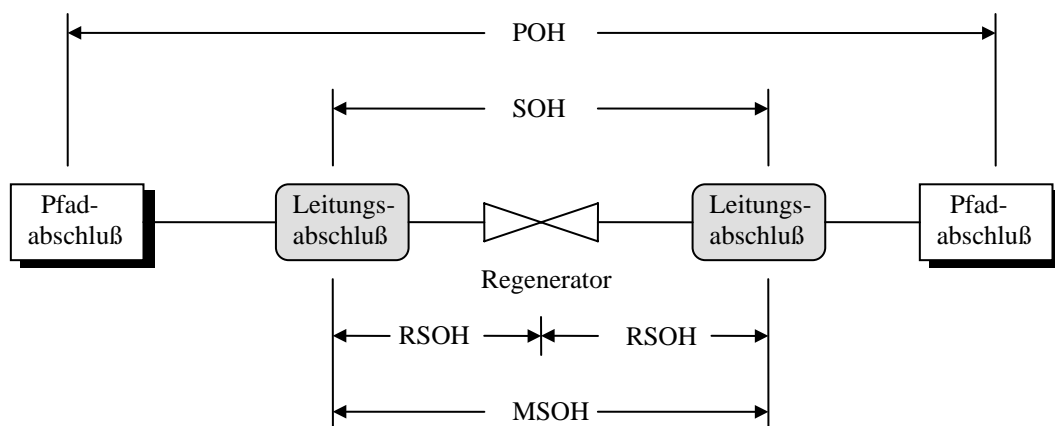 POH
SOH
Pfad-
abschluß
Leitungs-
abschluß
Leitungs-
abschluß
Pfad-
abschluß
Regenerator
RSOH
RSOH
MSOH